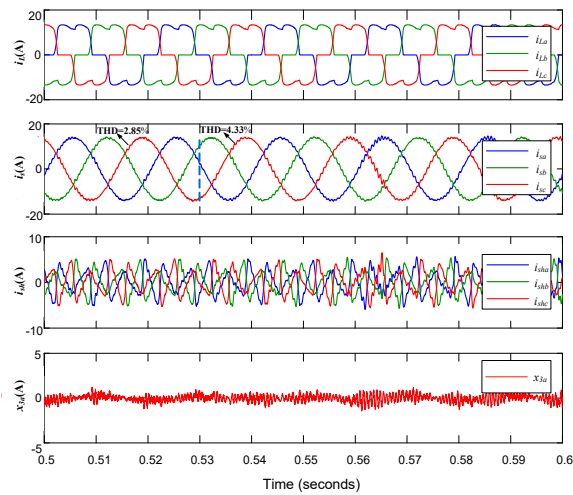 20
0
-20
i_L(A)
i_La
i_Lb
i_Lc
THD=2.85%
THD=4.33%
20
0
-20
i_s(A)
i_sa
i_sb
i_sc
10
0
-10
i_sh(A)
i_sha
i_shb
i_shc
5
0
-5
x_3a(A)
x_3a
0.5 0.51 0.52 0.53 0.54 0.55 0.56 0.57 0.58 0.59 0.6
Time (seconds)